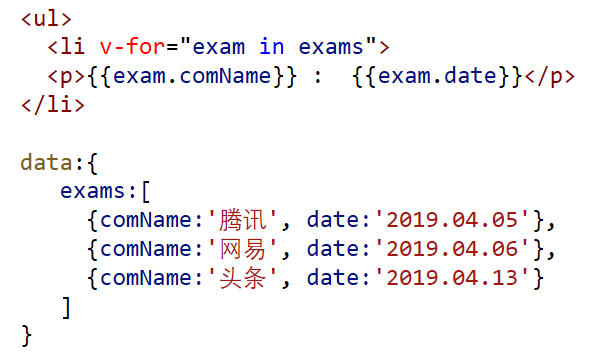 <ul>
<li v-for="exam in exams">
<p>{{exam.comName}} :  {{exam.date}}</p>
</li>
data:{
exams:[
{comName:'腾讯', date:'2019.04.05'},
{comName:'网易', date:'2019.04.06'},
{comName:'头条', date:'2019.04.13'}
]
}